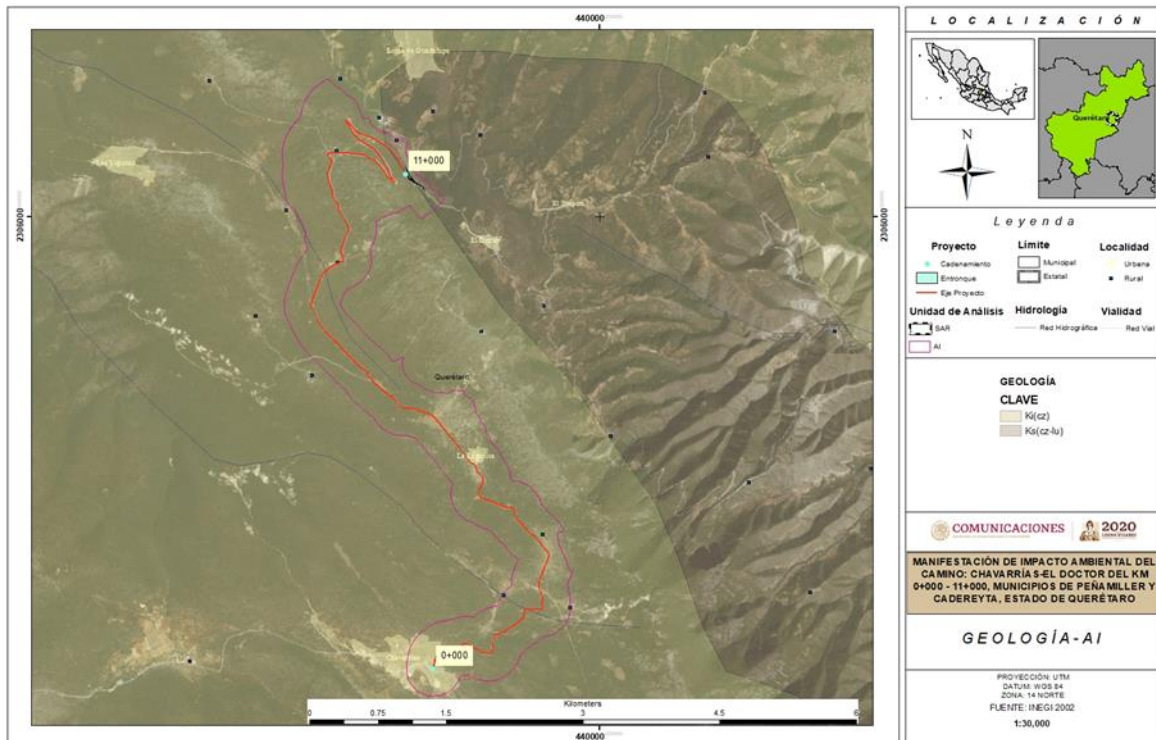 440000
2306000
2306000
440000
11+000
0+000
Querétaro
La Laguna
Kilometers
0 0.75 1.5 3 4.5 6
LOCALIZACIÓN
Querétaro
N
Leyenda
Proyecto
Cadenamiento
Entronque
Eje Proyecto
Límite
Municipal
Estatal
Localidad
Urbana
Rural
Unidad de Análisis
SAR
AI
Hidrología
Red Hidrográfica
Vialidad
Red Vial
GEOLOGÍA
CLAVE
Ki(cz)
Ks(cz-lu)
COMUNICACIONES
2020
MANIFESTACIÓN DE IMPACTO AMBIENTAL DEL
CAMINO: CHAVARRÍAS-EL DOCTOR DEL KM
0+000 - 11+000, MUNICIPIOS DE PEÑAMILLER Y
CADEREYTA, ESTADO DE QUERÉTARO
GEOLOGÍA-AI
PROYECCIÓN: UTM
DATUM: WGS 84
ZONA: 14 NORTE
FUENTE: INEGI 2002
1:30,000